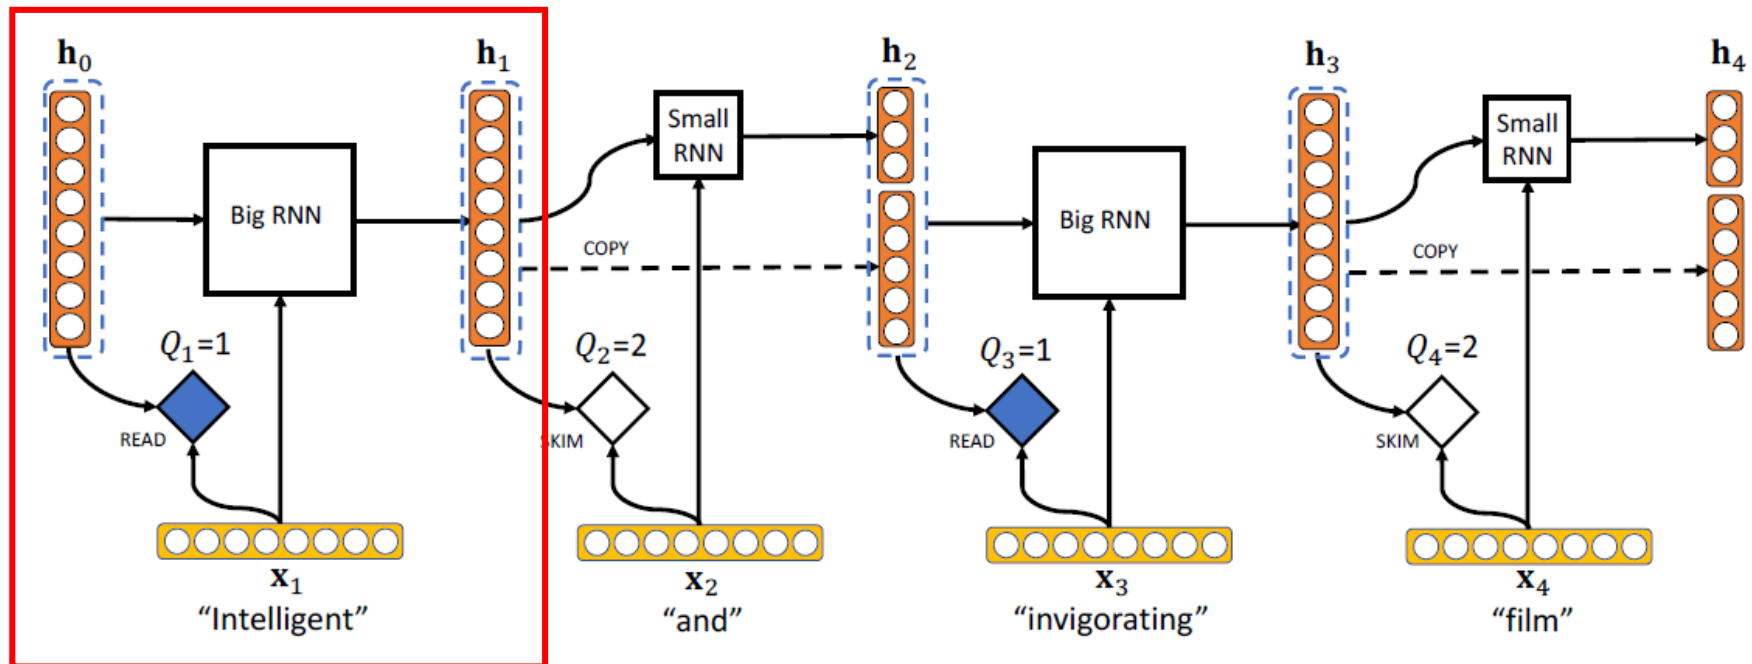 h₀ h₁ h₂ h₃ h₄
Small
RNN
Small
RNN
Big RNN
Big RNN
COPY
COPY
Q₁=1
Q₂=2
Q₃=1
Q₄=2
READ
SKIM
READ
SKIM
x₁
x₂
x₃
x₄
“Intelligent”
“and”
“invigorating”
“film”